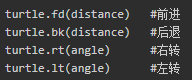 turtle.fd(distance)   #前进
turtle.bk(distance)   #后退
turtle.rt(angle)      #右转
turtle.lt(angle)      #左转